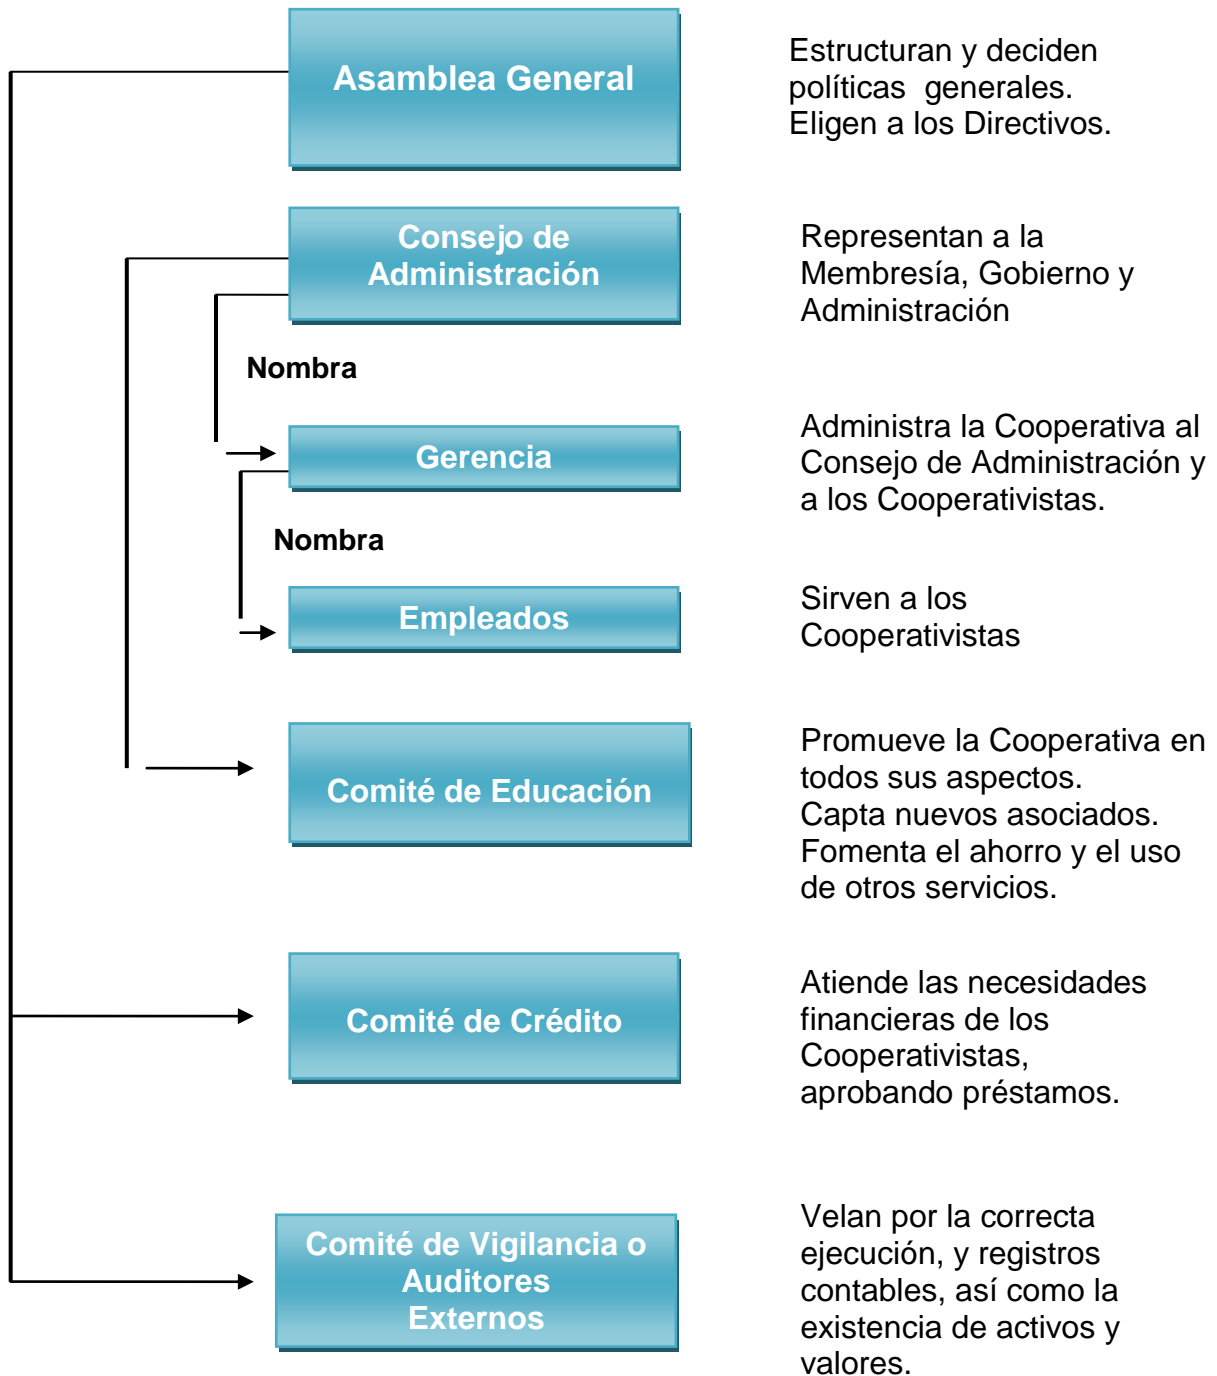 Asamblea General
Estructuran y deciden
políticas generales.
Eligen a los Directivos.
Consejo de
Administración
Representan a la
Membresía, Gobierno y
Administración
Nombra
Gerencia
Administra la Cooperativa al
Consejo de Administración y
a los Cooperativistas.
Nombra
Empleados
Sirven a los
Cooperativistas
Comité de Educación
Promueve la Cooperativa en
todos sus aspectos.
Capta nuevos asociados.
Fomenta el ahorro y el uso
de otros servicios.
Comité de Crédito
Atiende las necesidades
financieras de los
Cooperativistas,
aprobando préstamos.
Comité de Vigilancia o
Auditores
Externos
Velan por la correcta
ejecución, y registros
contables, así como la
existencia de activos y
valores.